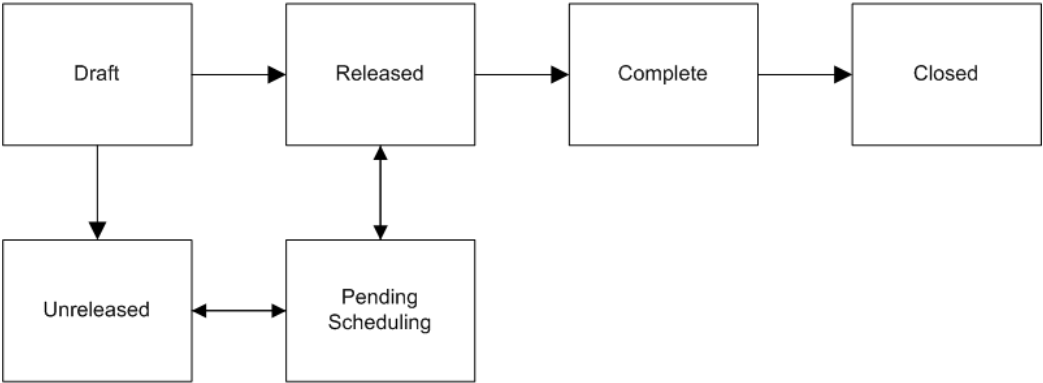 Draft
Released
Complete
Closed
Unreleased
Pending
Scheduling